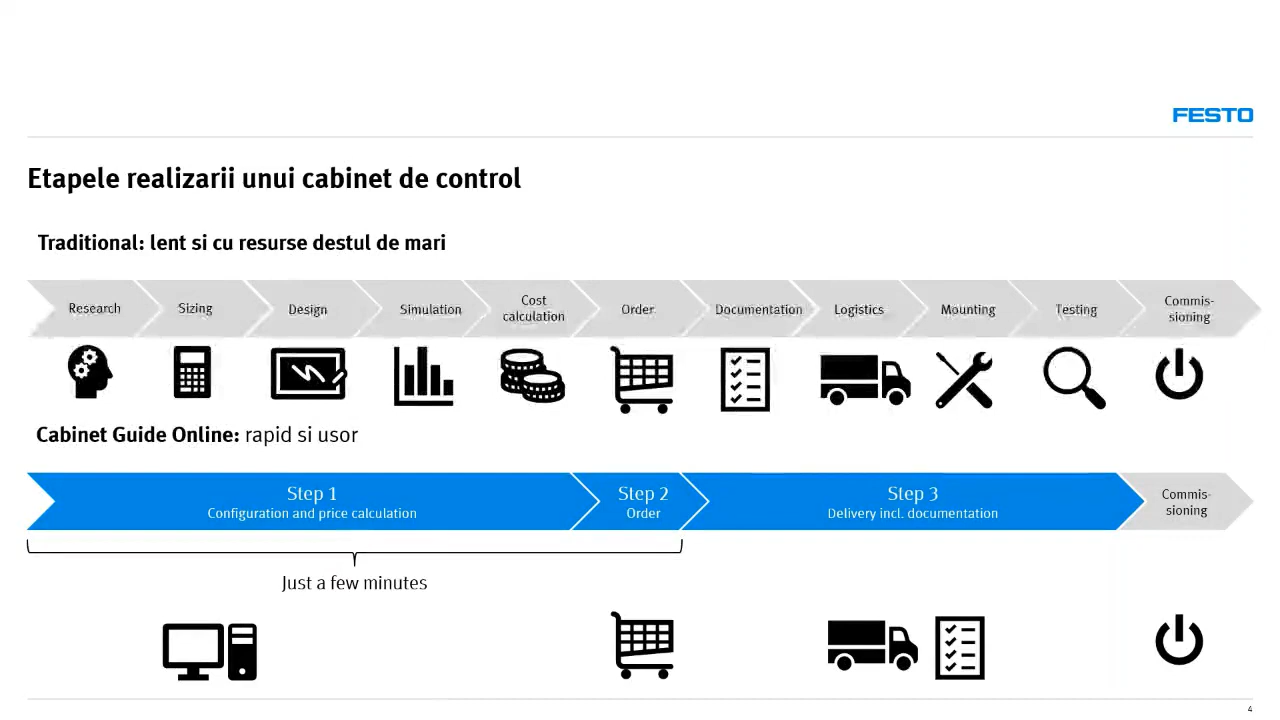 FESTO
Etapele realizarii unui cabinet de control
Traditional: lent si cu resurse destul de mari
Research
Sizing
Design
Simulation
Cost
calculation
Order
Documentation
Logistics
Mounting
Testing
Commis-
sioning
Cabinet Guide Online: rapid si usor
Step 1
Configuration and price calculation
Step 2
Order
Step 3
Delivery incl. documentation
Commis-
sioning
Just a few minutes
4